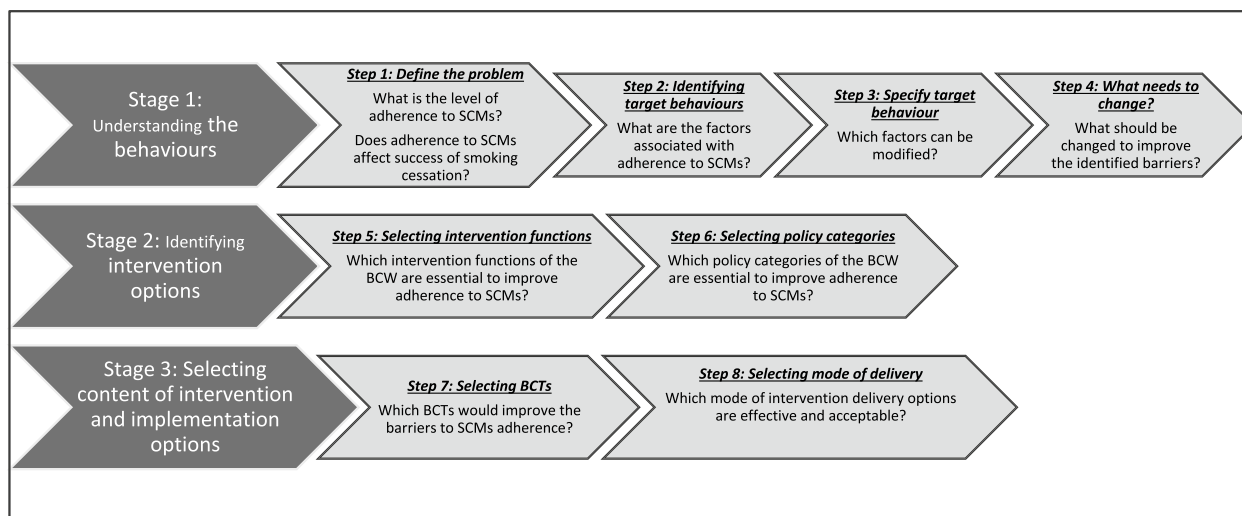 Stage 1:
Understanding the
behaviours
Step 1: Define the problem
What is the level of
adherence to SCMs?
Does adherence to SCMs
affect success of smoking
cessation?
Step 2: Identifying
target behaviours
What are the factors
associated with
adherence to SCMs?
Step 3: Specify target
behaviour
Which factors can be
modified?
Step 4: What needs to
change?
What should be
changed to improve
the identified barriers?
Stage 2: Identifying
intervention
options
Step 5: Selecting intervention functions
Which intervention functions of the
BCW are essential to improve
adherence to SCMs?
Step 6: Selecting policy categories
Which policy categories of the BCW
are essential to improve adherence
to SCMs?
Stage 3: Selecting
content of intervention
and implementation
options
Step 7: Selecting BCTs
Which BCTs would improve the
barriers to SCMs adherence?
Step 8: Selecting mode of delivery
Which mode of intervention delivery options
are effective and acceptable?